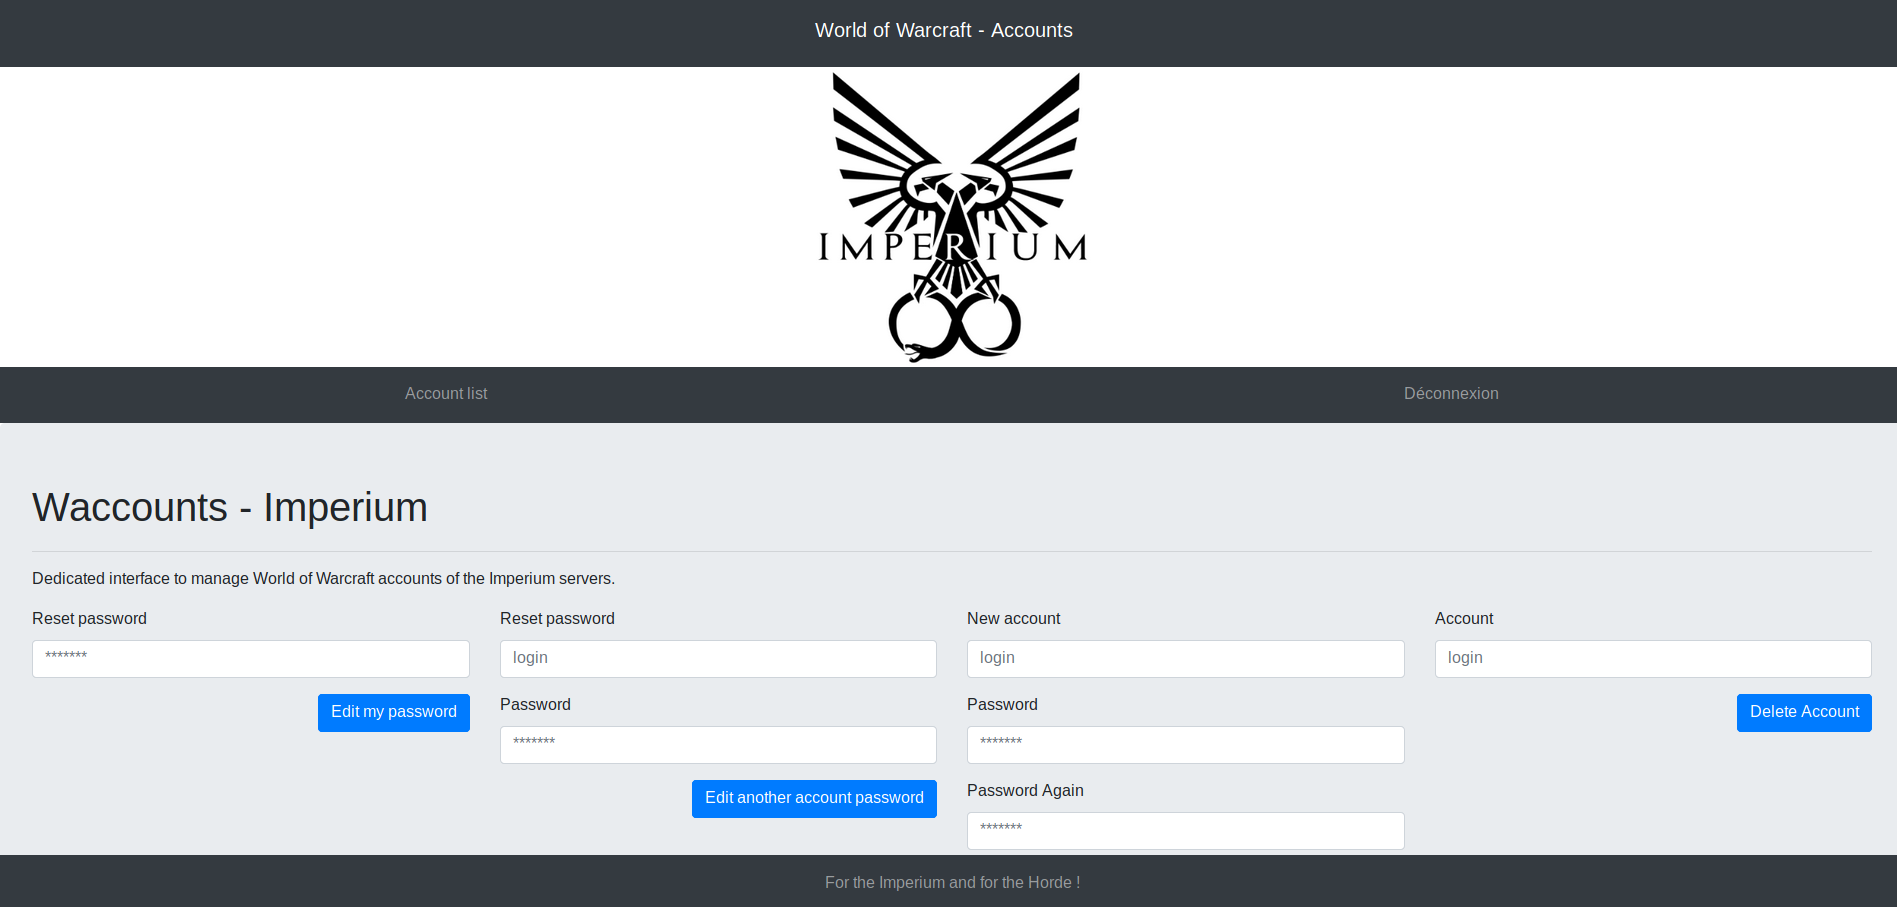 World of Warcraft - Accounts
IMPERIUM
Account list
Déconnexion
Waccounts - Imperium
Dedicated interface to manage World of Warcraft accounts of the Imperium servers.
Reset password
*******
Edit my password
Reset password
login
Password
*******
Edit another account password
New account
login
Password
*******
Password Again
*******
Account
login
Delete Account
For the Imperium and for the Horde !